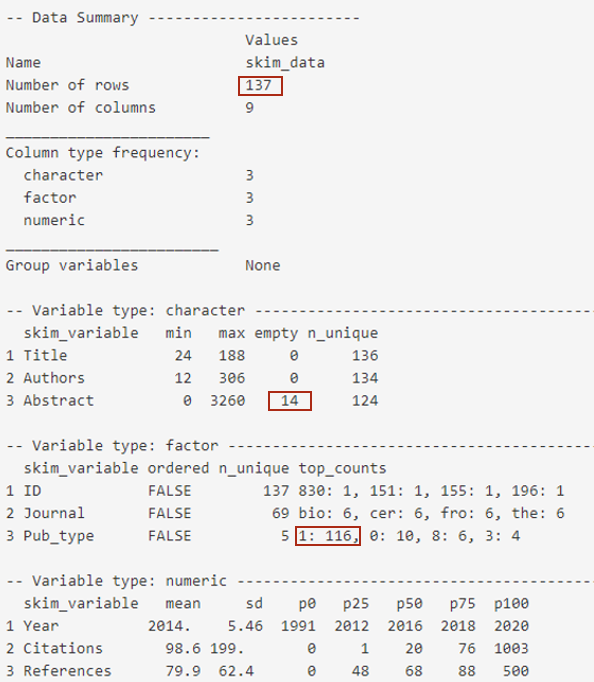 -- Data Summary ------------------------
Values
Name skim_data
Number of rows 137
Number of columns 9
_______________________
Column type frequency:
character 3
factor 3
numeric 3
________________________
Group variables None
-- Variable type: character --------------------------------------
skim_variable min max empty n_unique
1 Title 24 188 0 136
2 Authors 12 306 0 134
3 Abstract 0 3260 14 124
-- Variable type: factor -----------------------------------------
skim_variable ordered n_unique top_counts
1 ID FALSE 137 830: 1, 151: 1, 155: 1, 196: 1
2 Journal FALSE 69 bio: 6, cer: 6, fro: 6, the: 6
3 Pub_type FALSE 5 1: 116, 0: 10, 8: 6, 3: 4
-- Variable type: numeric ----------------------------------------
skim_variable mean sd p0 p25 p50 p75 p100
1 Year 2014. 5.46 1991 2012 2016 2018 2020
2 Citations 98.6 199. 0 1 20 76 1003
3 References 79.9 62.4 0 48 68 88 500